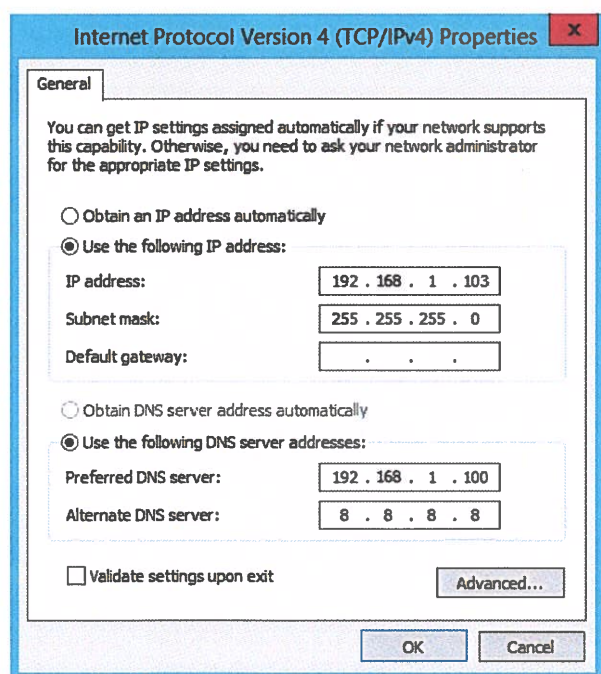 Internet Protocol Version 4 (TCP/IPv4) Properties
x
General
You can get IP settings assigned automatically if your network supports
this capability. Otherwise, you need to ask your network administrator
for the appropriate IP settings.
Obtain an IP address automatically
Use the following IP address:
IP address: 192 . 168 . 1 . 103
Subnet mask: 255 . 255 . 255 . 0
Default gateway: . . .
Obtain DNS server address automatically
Use the following DNS server addresses:
Preferred DNS server: 192 . 168 . 1 . 100
Alternate DNS server: 8 . 8 . 8 . 8
Validate settings upon exit
Advanced...
OK Cancel